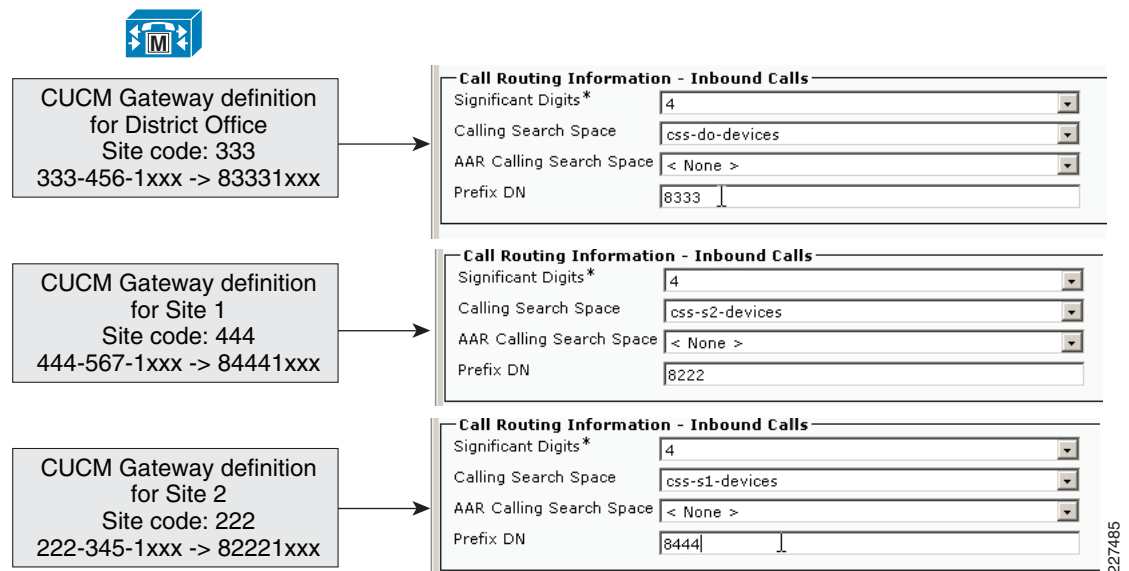 M
CUCM Gateway definition
for District Office
Site code: 333
333-456-1xxx -> 83331xxx
Call Routing Information - Inbound Calls
Significant Digits* 4
Calling Search Space css-do-devices
AAR Calling Search Space < None >
Prefix DN 8333
CUCM Gateway definition
for Site 1
Site code: 444
444-567-1xxx -> 84441xxx
Call Routing Information - Inbound Calls
Significant Digits* 4
Calling Search Space css-s2-devices
AAR Calling Search Space < None >
Prefix DN 8222
CUCM Gateway definition
for Site 2
Site code: 222
222-345-1xxx -> 82221xxx
Call Routing Information - Inbound Calls
Significant Digits* 4
Calling Search Space css-s1-devices
AAR Calling Search Space < None >
Prefix DN 8444
227485